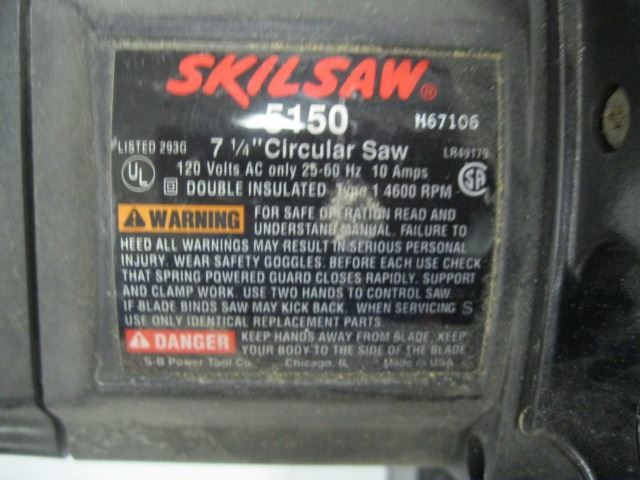 SKILSAW®
5150 M67106
LISTED 293G 7 1/4" Circular Saw LR49179
120 Volts AC only 25-60 Hz 10 Amps
UL DOUBLE INSULATED Type 1 4600 RPM SA
WARNING FOR SAFE OPERATION READ AND
UNDERSTAND MANUAL. FAILURE TO
HEED ALL WARNINGS MAY RESULT IN SERIOUS PERSONAL
INJURY. WEAR SAFETY GOGGLES. BEFORE EACH USE CHECK
THAT SPRING POWERED GUARD CLOSES RAPIDLY. SUPPORT
AND CLAMP WORK. USE TWO HANDS TO CONTROL SAW.
IF BLADE BINDS SAW MAY KICK BACK. WHEN SERVICING S
USE ONLY IDENTICAL REPLACEMENT PARTS.
DANGER KEEP HANDS AWAY FROM BLADE. KEEP
YOUR BODY TO THE SIDE OF THE BLADE.
S-B Power Tool Co. Chicago, IL Made in USA